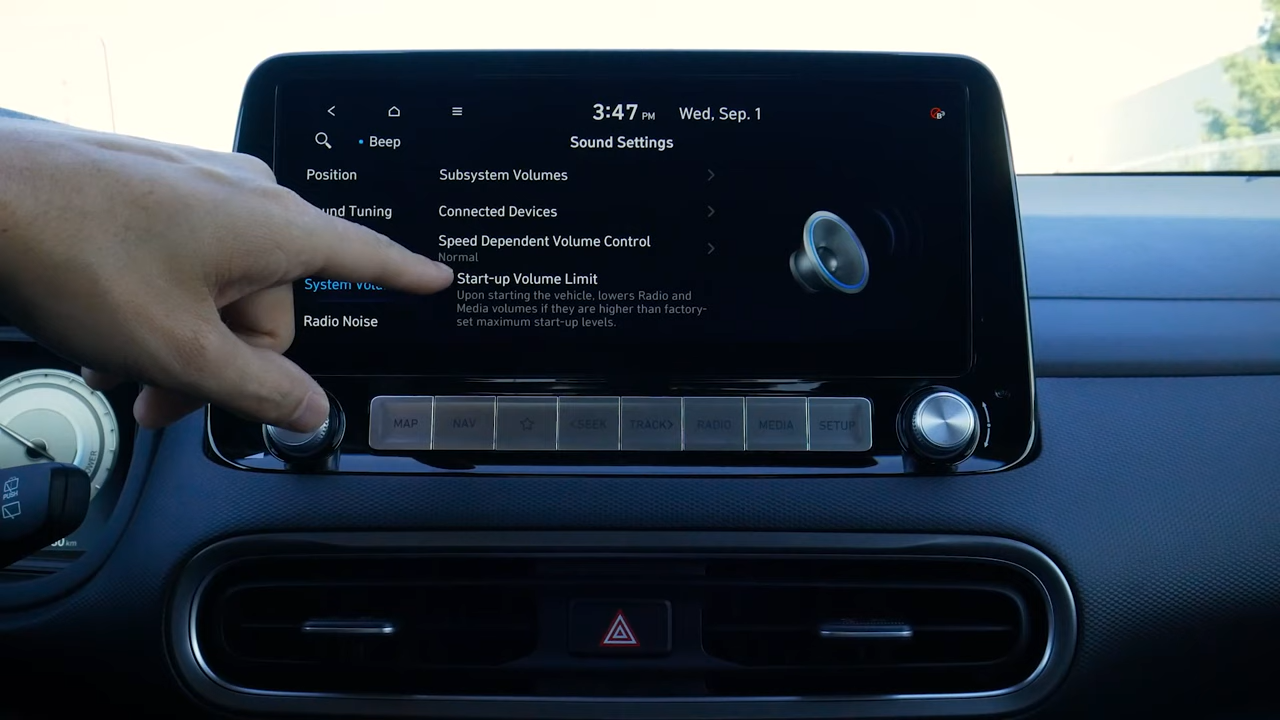 3:47 PM Wed, Sep. 1
• Beep
Sound Settings
Position
und Tuning
System Volu
Radio Noise
Subsystem Volumes
Connected Devices
Speed Dependent Volume Control
Normal
Start-up Volume Limit
Upon starting the vehicle, lowers Radio and
Media volumes if they are higher than factory-
set maximum start-up levels.
MAP NAV <SEEK TRACK> RADIO MEDIA SETUP
PUSH
POWER
km